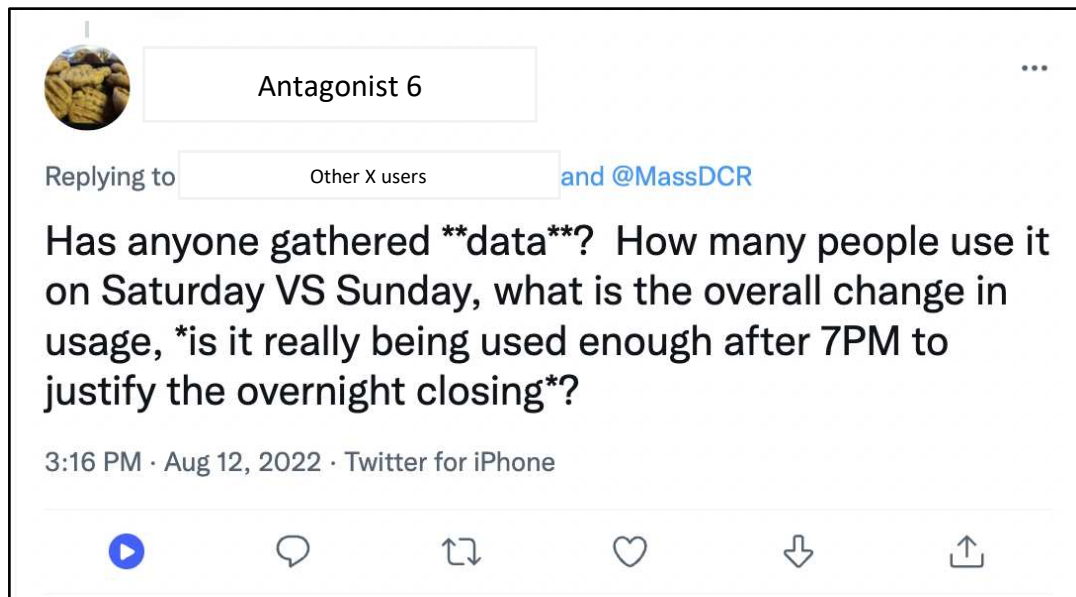 Antagonist 6
Replying to Other X users and @MassDCR
Has anyone gathered **data**?  How many people use it
on Saturday VS Sunday, what is the overall change in
usage, *is it really being used enough after 7PM to
justify the overnight closing*?
3:16 PM · Aug 12, 2022 · Twitter for iPhone